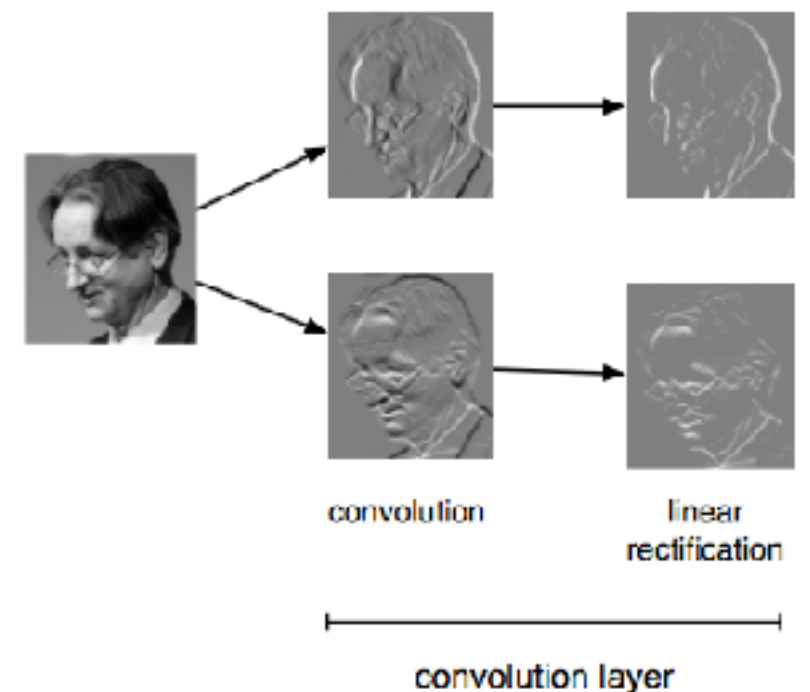 convolution
linear
rectification
convolution layer